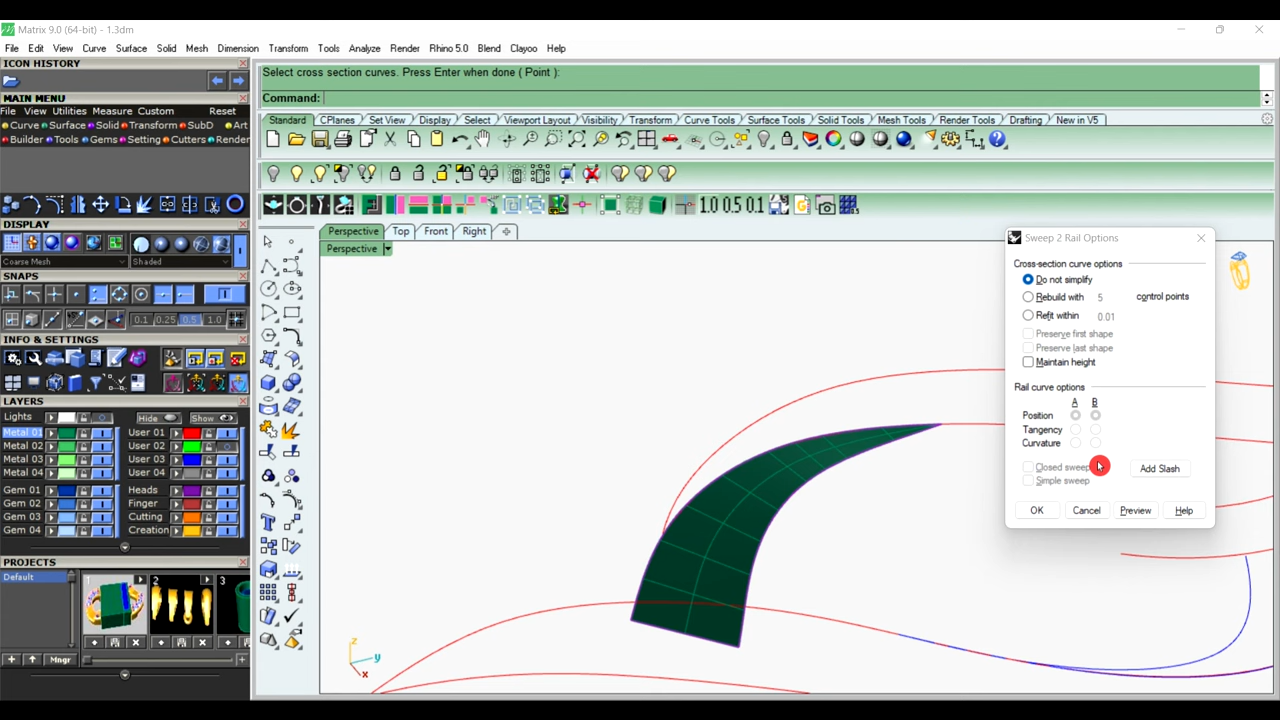 Matrix 9.0 (64-bit) - 1.3dm
File Edit View Curve Surface Solid Mesh Dimension Transform Tools Analyze Render Rhino 5.0 Blend Clayoo Help
ICON HISTORY
MAIN MENU
File View Utilities Measure Custom Reset
Curve Surface Solid Transform SubD Art
Builder Tools Gems Setting Cutters Render
DISPLAY
Coarse Mesh Shaded
SNAPS
0.1 0.25 0.5 1.0
INFO & SETTINGS
LAYERS
Lights Hide Show
Metal 01 User 01
Metal 02 User 02
Metal 03 User 03
Metal 04 User 04
Gem 01 Heads
Gem 02 Finger
Gem 03 Cutting
Gem 04 Creation
PROJECTS
Default
1 2 3
Mngr
Select cross section curves. Press Enter when done ( Point ):
Command:
Standard CPlanes Set View Display Select Viewport Layout Visibility Transform Curve Tools Surface Tools Solid Tools Mesh Tools Render Tools Drafting New in V5
1.0 0.5 0.1
Perspective Top Front Right
Perspective
z
y
x
Sweep 2 Rail Options
Cross-section curve options
Do not simplify
Rebuild with 5 control points
Refit within 0.01
Preserve first shape
Preserve last shape
Maintain height
Rail curve options
A B
Position
Tangency
Curvature
Closed sweep Add Slash
Simple sweep
OK Cancel Preview Help